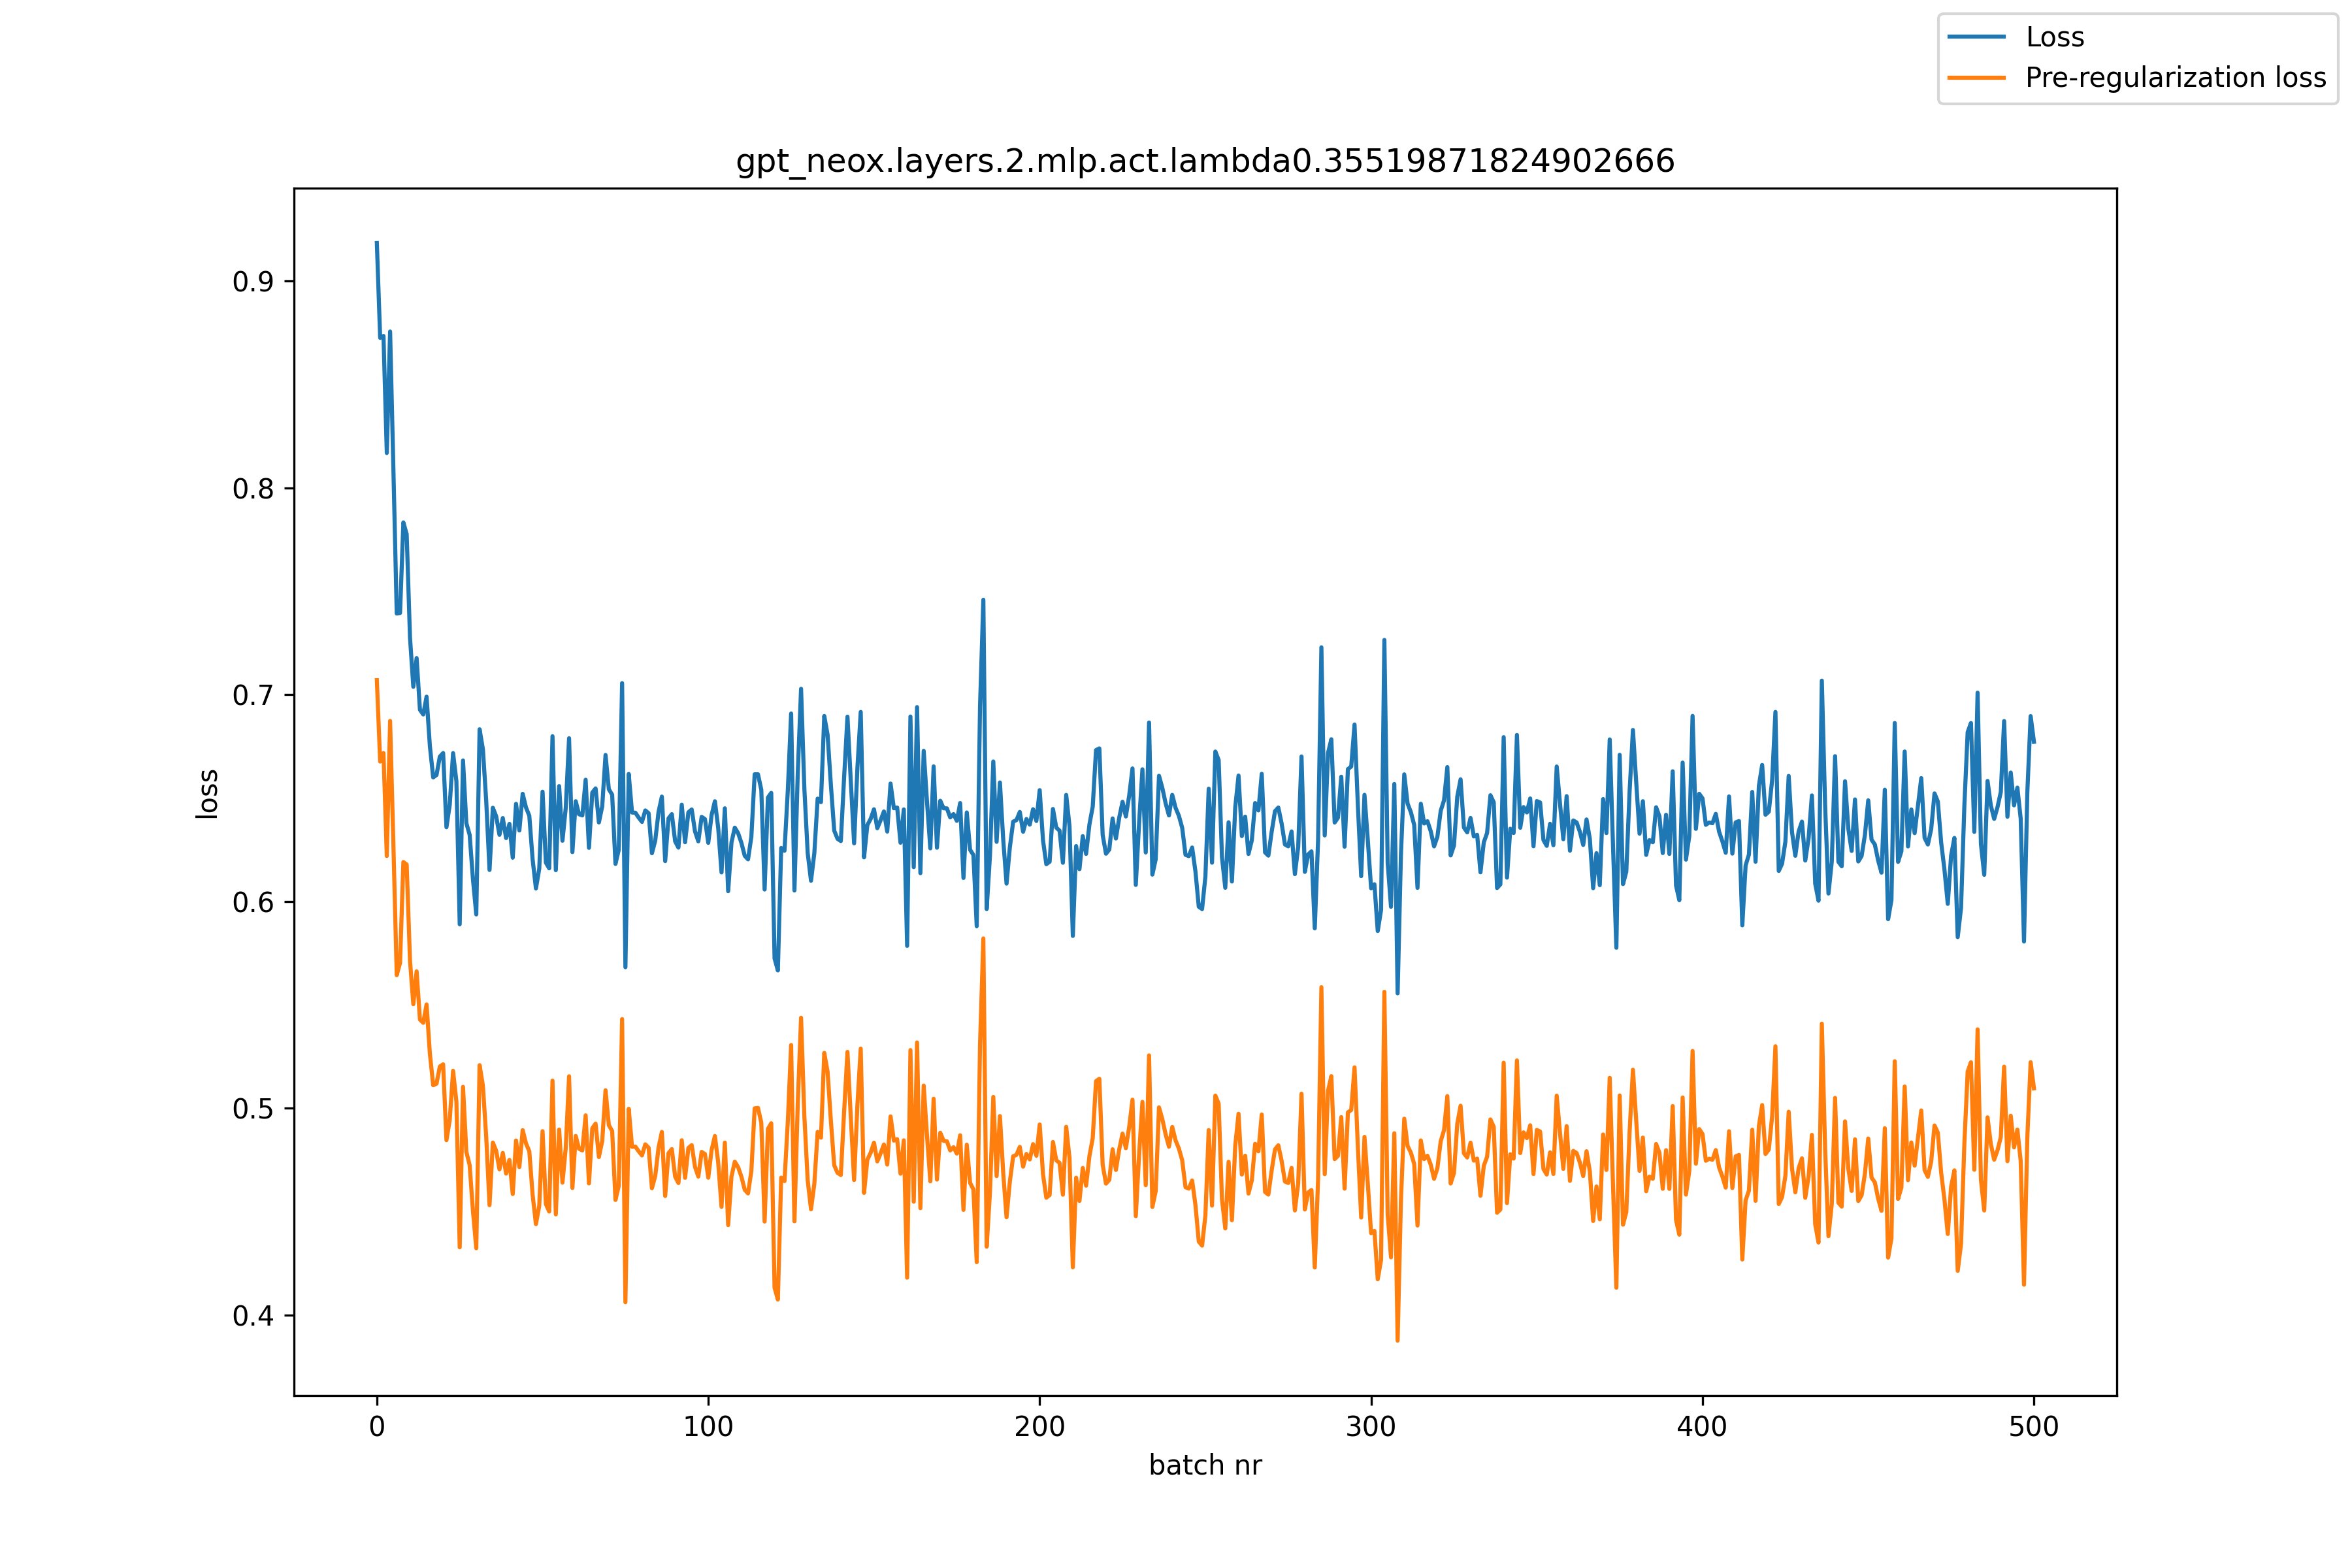 Loss
Pre-regularization loss
gpt_neox.layers.2.mlp.act.lambda0.35519871824902666
0.9
0.8
0.7
0.6
0.5
0.4
loss
0 100 200 300 400 500
batch nr